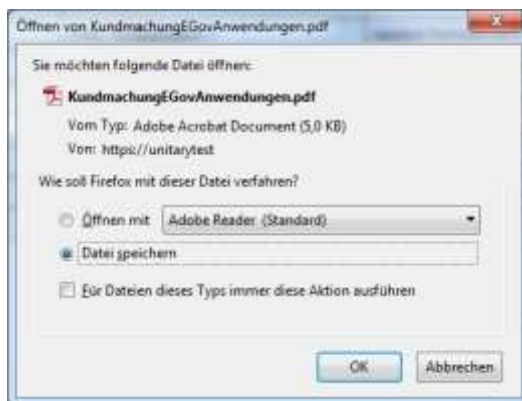 Öffnen von KundmachungEGovAnwendungen.pdf
Sie möchten folgende Datei öffnen:
KundmachungEGovAnwendungen.pdf
Vom Typ: Adobe Acrobat Document (5,0 KB)
Von: https://unitarytest
Wie soll Firefox mit dieser Datei verfahren?
Öffnen mit Adobe Reader (Standard)
Datei speichern
Für Dateien dieses Typs immer diese Aktion ausführen
OK Abbrechen